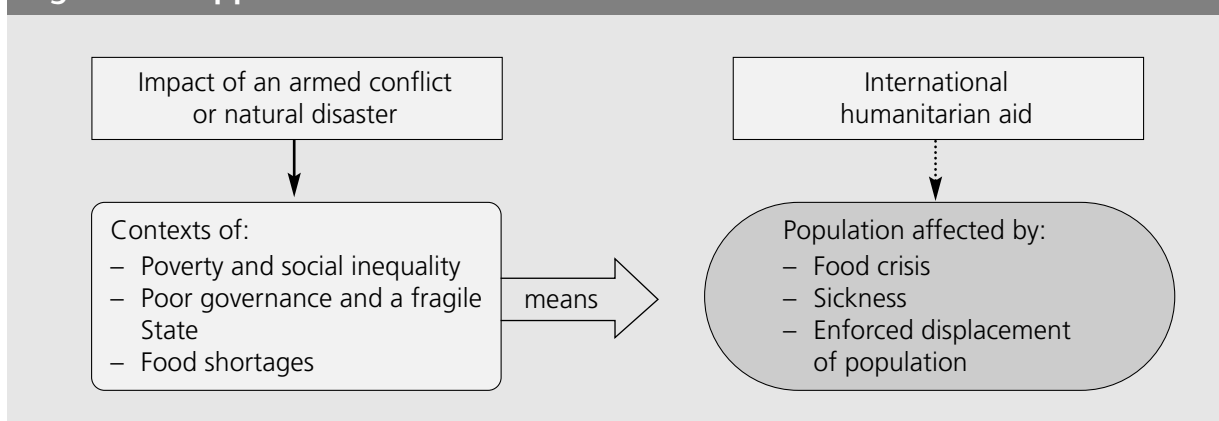 Impact of an armed conflict
or natural disaster
International
humanitarian aid
Contexts of:
– Poverty and social inequality
– Poor governance and a fragile
State
– Food shortages
means
Population affected by:
– Food crisis
– Sickness
– Enforced displacement
of population